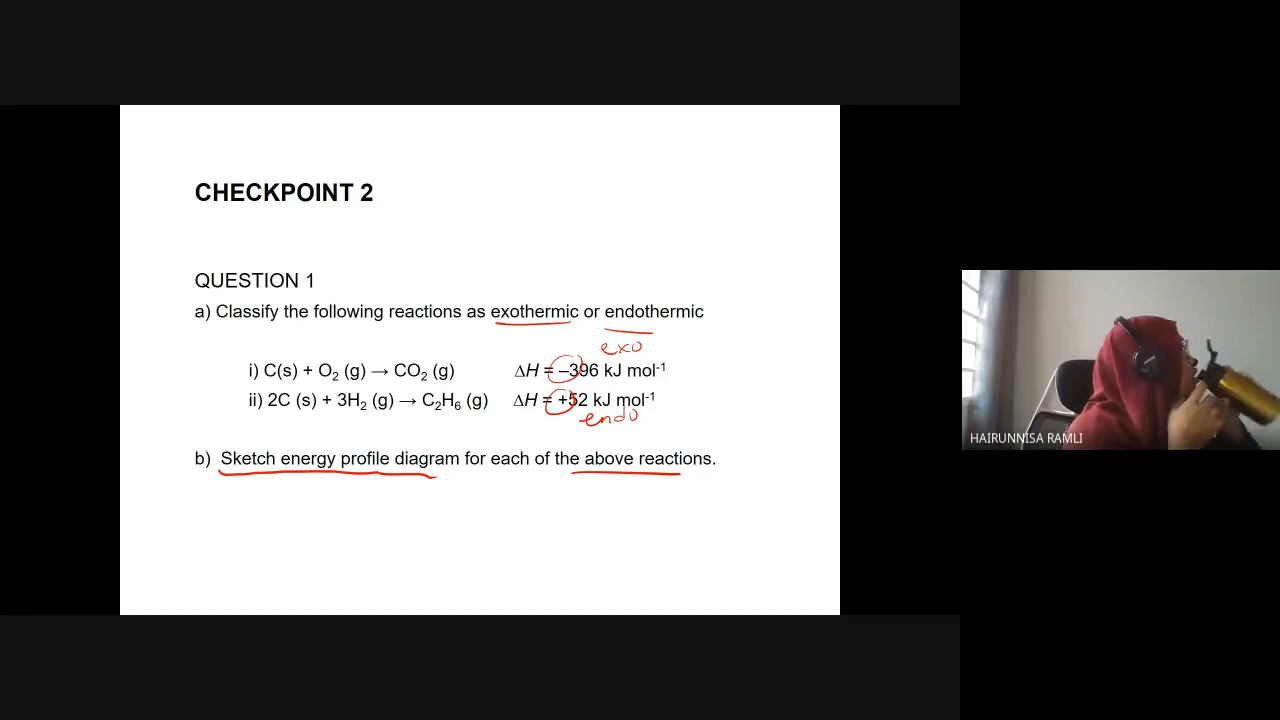 CHECKPOINT 2
QUESTION 1
a) Classify the following reactions as exothermic or endothermic
exo
i) C(s) + O₂ (g) → CO₂ (g) ΔH = –396 kJ mol⁻¹
ii) 2C (s) + 3H₂ (g) → C₂H₆ (g) ΔH = +52 kJ mol⁻¹
endo
b) Sketch energy profile diagram for each of the above reactions.
HAIRUNNISA RAMLI